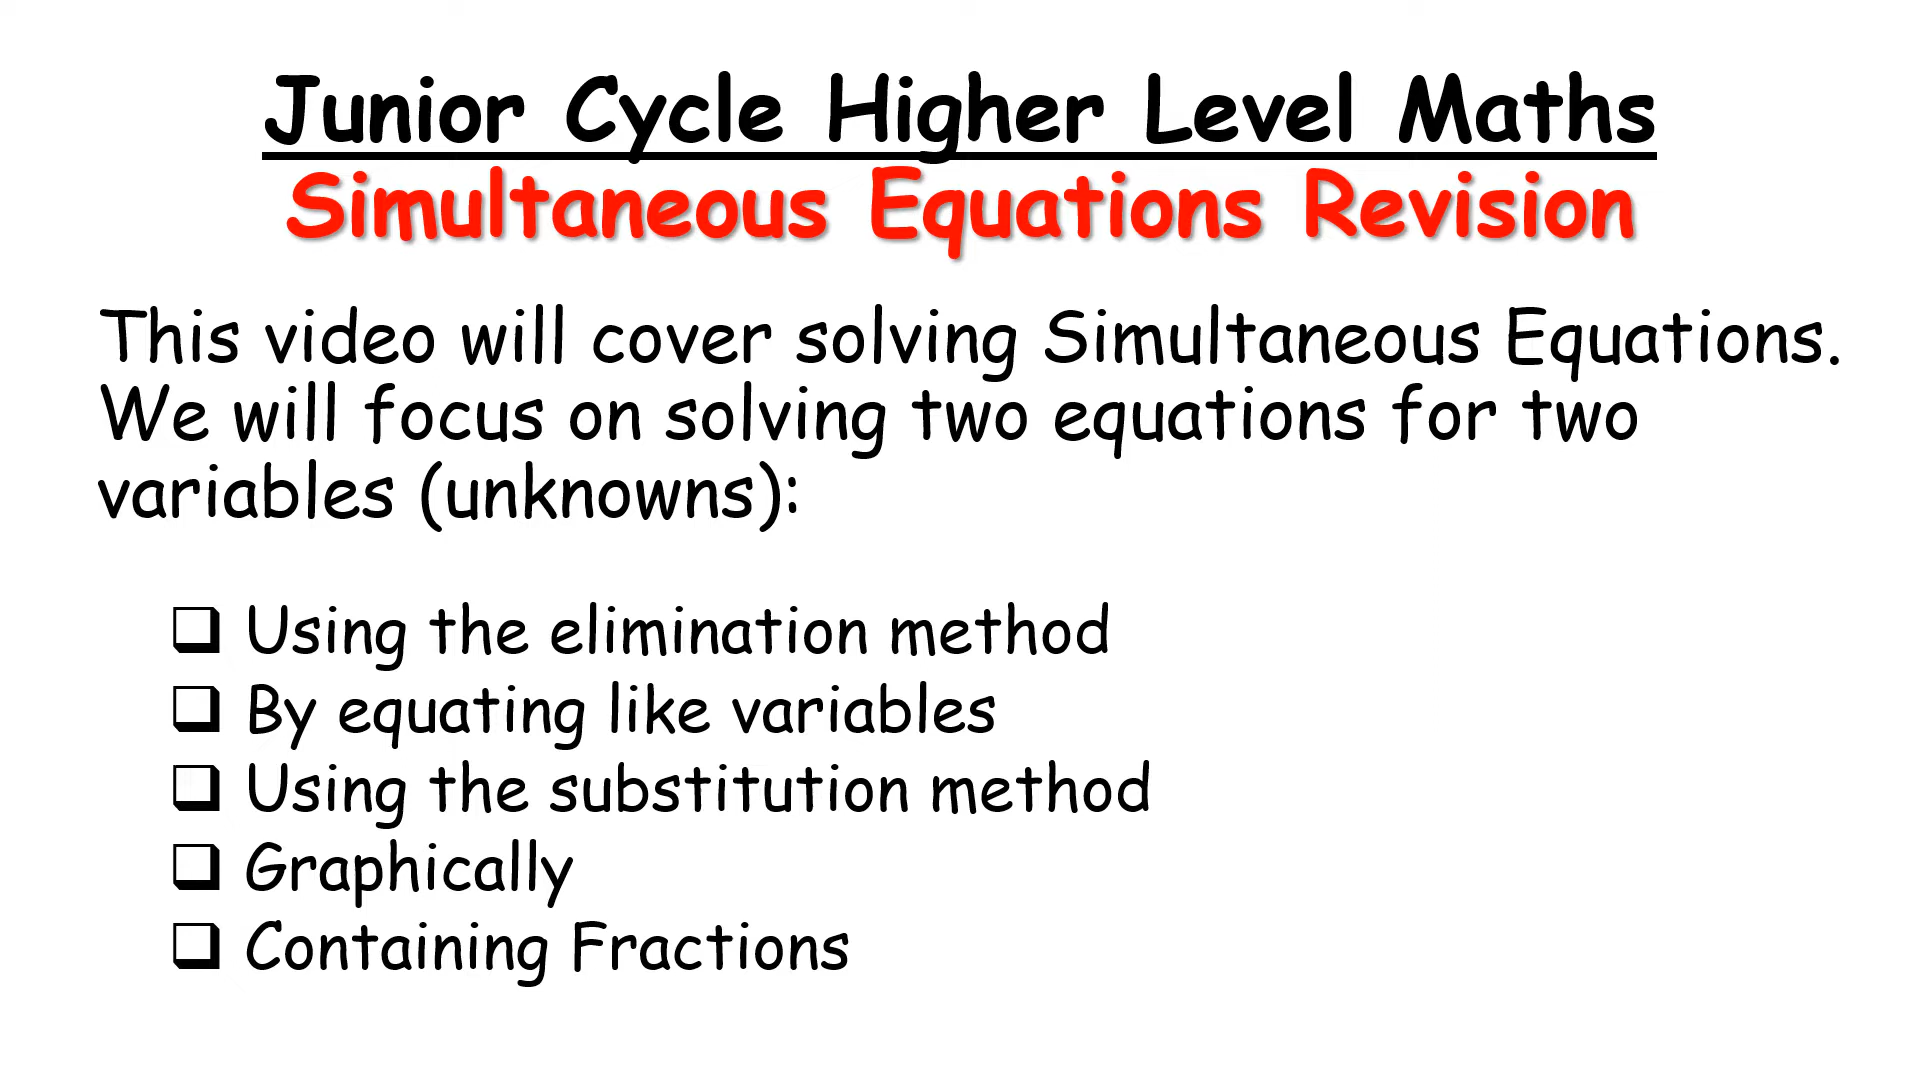 Junior Cycle Higher Level Maths
Simultaneous Equations Revision
This video will cover solving Simultaneous Equations.
We will focus on solving two equations for two
variables (unknowns):
❑ Using the elimination method
❑ By equating like variables
❑ Using the substitution method
❑ Graphically
❑ Containing Fractions